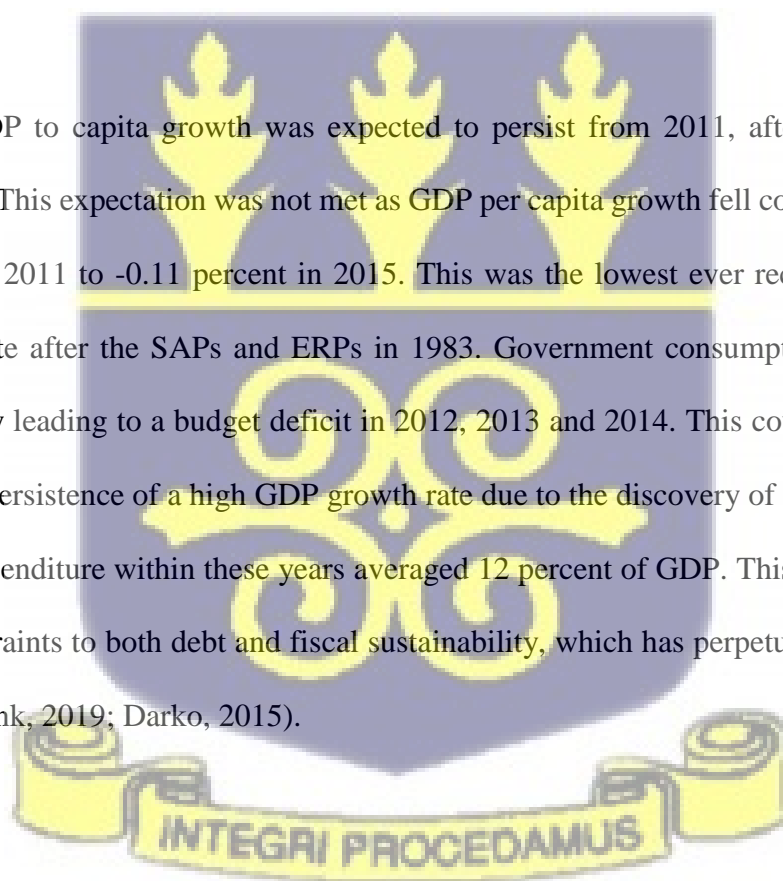 P to capita growth was expected to persist from 2011, aft
This expectation was not met as GDP per capita growth fell co
2011 to -0.11 percent in 2015. This was the lowest ever rec
te after the SAPs and ERPs in 1983. Government consumpt
leading to a budget deficit in 2012, 2013 and 2014. This co
ersistence of a high GDP growth rate due to the discovery of
enditure within these years averaged 12 percent of GDP. This
raints to both debt and fiscal sustainability, which has perpetu
nk, 2019; Darko, 2015).
INTEGRI PROCEDAMUS